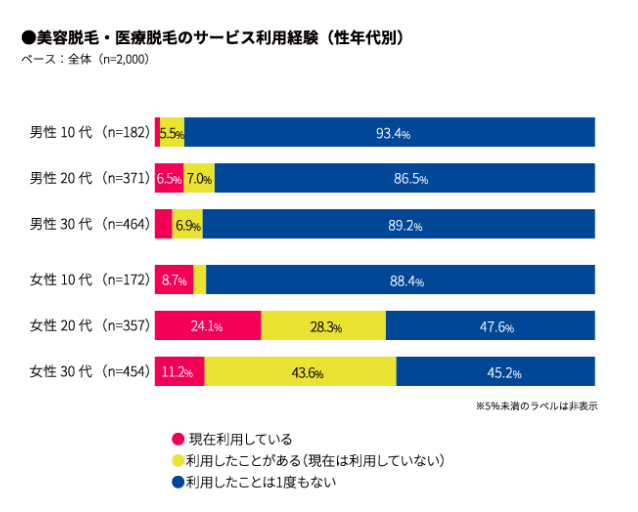 ●美容脱毛・医療脱毛のサービス利用経験（性年代別）
ベース：全体（n=2,000）
男性 10 代 （n=182） 5.5% 93.4%
男性 20 代 （n=371） 6.5% 7.0% 86.5%
男性 30 代 （n=464） 6.9% 89.2%
女性 10 代 （n=172） 8.7% 88.4%
女性 20 代 （n=357） 24.1% 28.3% 47.6%
女性 30 代 （n=454） 11.2% 43.6% 45.2%
※5%未満のラベルは非表示
● 現在利用している
●利用したことがある（現在は利用していない）
●利用したことは1度もない